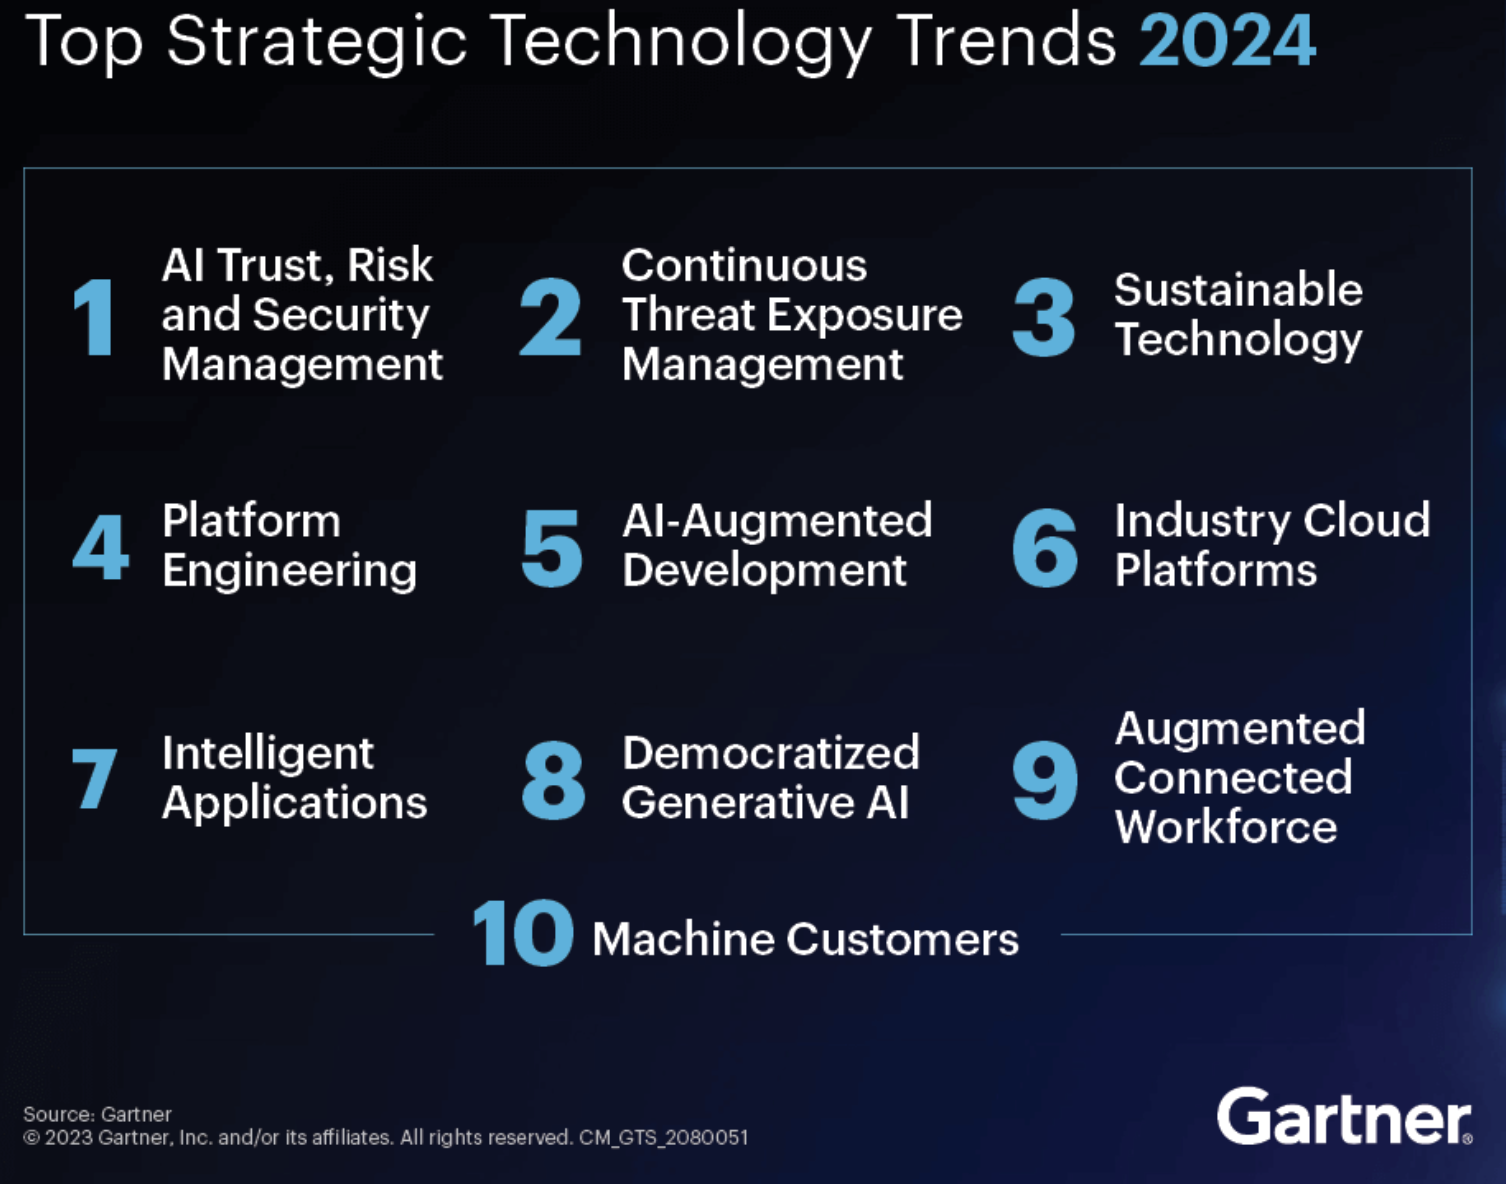 Top Strategic Technology Trends 2024
1
AI Trust, Risk
and Security
Management
2
Continuous
Threat Exposure
Management
3
Sustainable
Technology
4
Platform
Engineering
5
AI-Augmented
Development
6
Industry Cloud
Platforms
7
Intelligent
Applications
8
Democratized
Generative AI
9
Augmented
Connected
Workforce
10 Machine Customers
Source: Gartner
© 2023 Gartner, Inc. and/or its affiliates. All rights reserved. CM_GTS_2080051
Gartner®